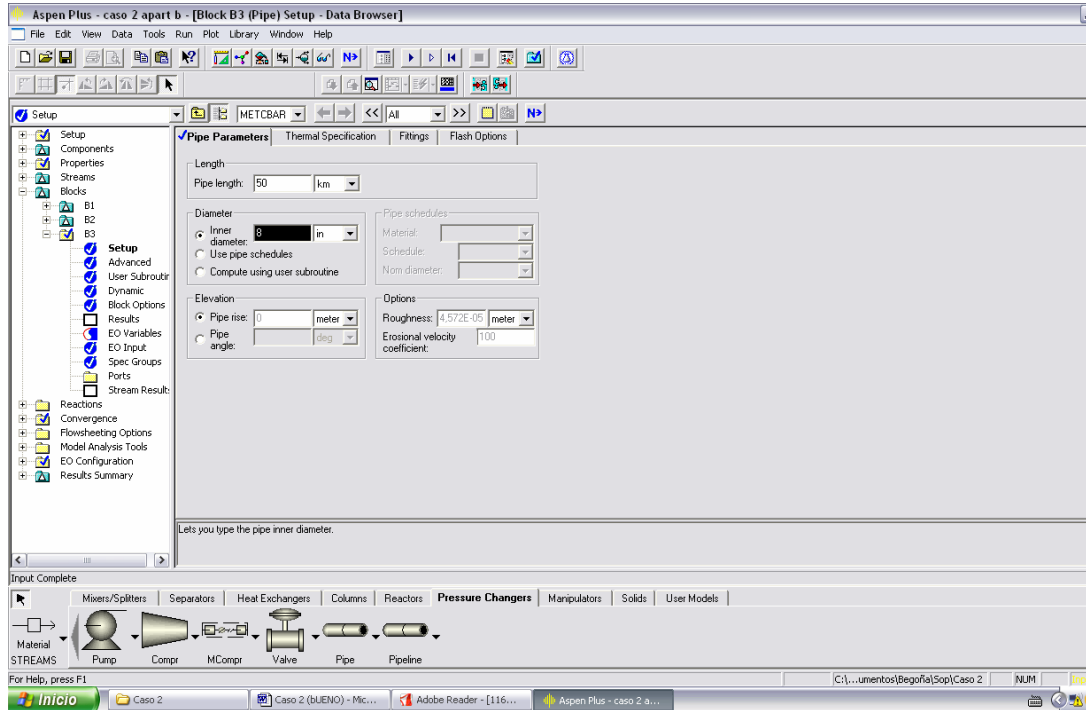 Aspen Plus - caso 2 apart b - [Block B3 (Pipe) Setup - Data Browser]
File Edit View Data Tools Run Plot Library Window Help
N>
Setup METCBAR << All >> N>
Setup
Components
Properties
Streams
Blocks
B1
B2
B3
Setup
Advanced
User Subroutir
Dynamic
Block Options
Results
EO Variables
EO Input
Spec Groups
Ports
Stream Result:
Reactions
Convergence
Flowsheeting Options
Model Analysis Tools
EO Configuration
Results Summary
Pipe Parameters Thermal Specification Fittings Flash Options
Length
Pipe length: 50 km
Diameter
Inner diameter: 8 in
Use pipe schedules
Compute using user subroutine
Pipe schedules
Material:
Schedule:
Nom diameter:
Elevation
Pipe rise: 0 meter
Pipe angle: deg
Options
Roughness: 4,572E-05 meter
Erosional velocity coefficient: 100
Lets you type the pipe inner diameter.
Input Complete
Mixers/Splitters Separators Heat Exchangers Columns Reactors Pressure Changers Manipulators Solids User Models
Material
STREAMS Pump Compr MCompr Valve Pipe Pipeline
For Help, press F1 C:\...umentos\Begoña\Sop\Caso 2 NUM
Inicio Caso 2 Caso 2 (bUENO) - Mic... Adobe Reader - [116... Aspen Plus - caso 2 a...